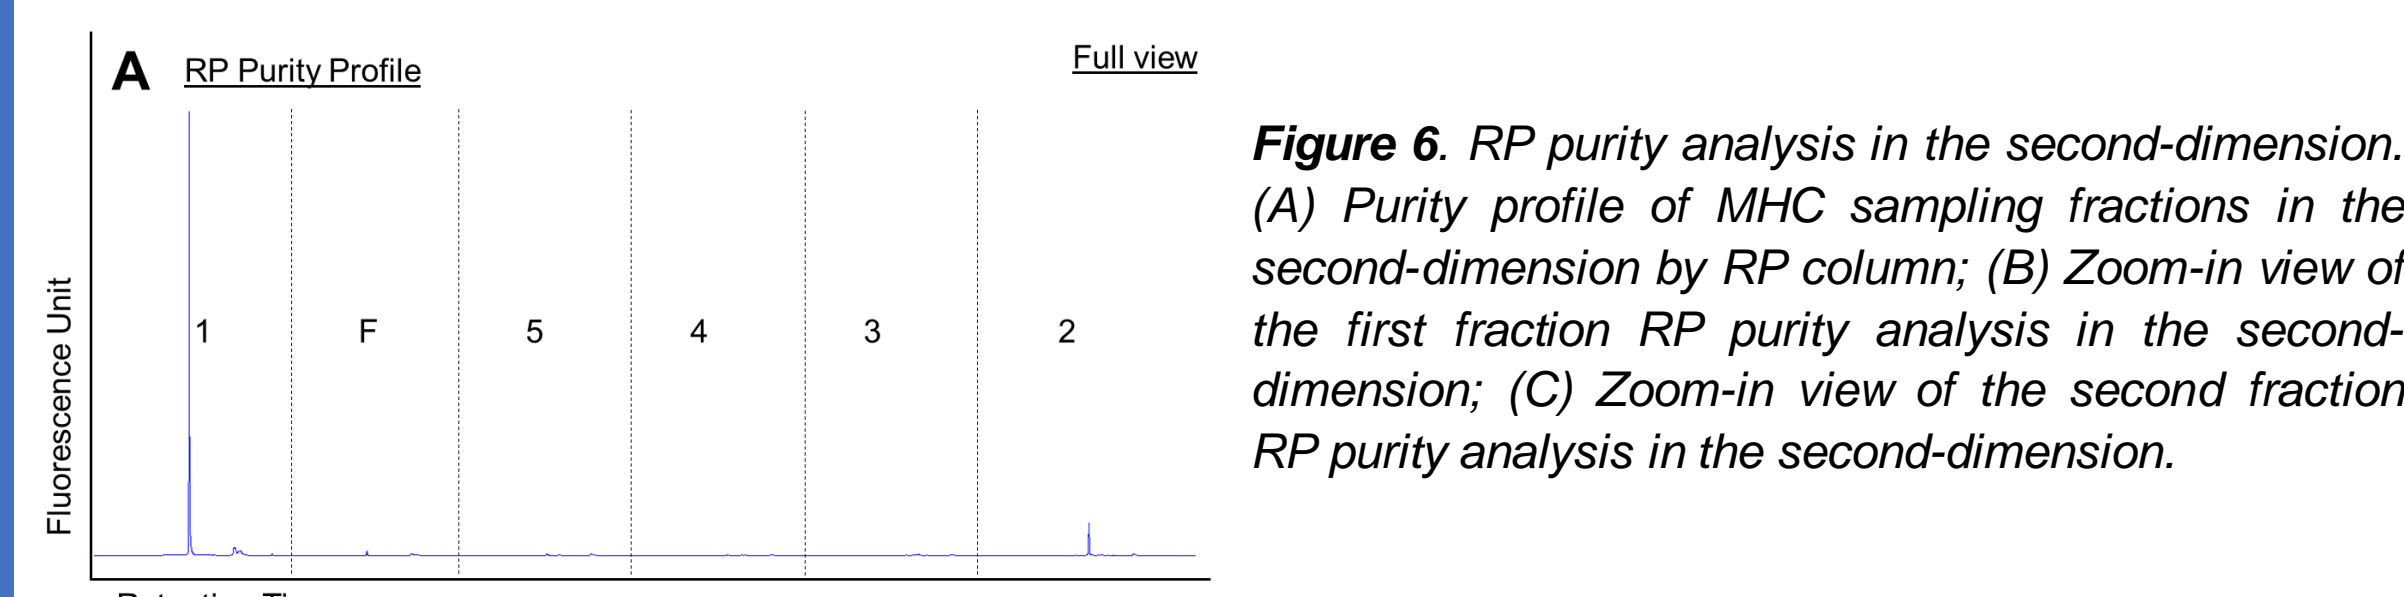 A
RP Purity Profile
Full view
Fluorescence Unit
1 F 5 4 3 2
Figure 6. RP purity analysis in the second-dimension.
(A) Purity profile of MHC sampling fractions in the
second-dimension by RP column; (B) Zoom-in view of
the first fraction RP purity analysis in the second-
dimension; (C) Zoom-in view of the second fraction
RP purity analysis in the second-dimension.